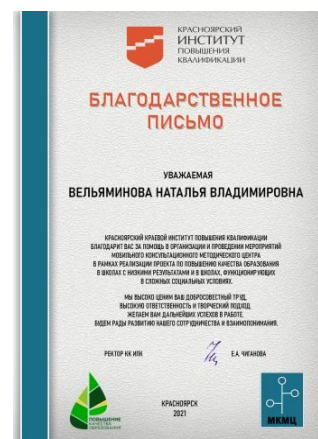 КРАСНОЯРСКИЙ
ИНСТИТУТ
ПОВЫШЕНИЯ
КВАЛИФИКАЦИИ
БЛАГОДАРСТВЕННОЕ
ПИСЬМО
УВАЖАЕМАЯ
ВЕЛЬЯМИНОВА НАТАЛЬЯ ВЛАДИМИРОВНА
КРАСНОЯРСКИЙ КРАЕВОЙ ИНСТИТУТ ПОВЫШЕНИЯ КВАЛИФИКАЦИИ
БЛАГОДАРИТ ВАС ЗА ПОМОЩЬ В ОРГАНИЗАЦИИ И ПРОВЕДЕНИИ МЕРОПРИЯТИЙ
МОБИЛЬНОГО КОНСУЛЬТАЦИОННОГО МЕТОДИЧЕСКОГО ЦЕНТРА
В РАМКАХ РЕАЛИЗАЦИИ ПРОЕКТА ПО ПОВЫШЕНИЮ КАЧЕСТВА ОБРАЗОВАНИЯ
В ШКОЛАХ С НИЗКИМИ РЕЗУЛЬТАТАМИ И В ШКОЛАХ, ФУНКЦИОНИРУЮЩИХ
В СЛОЖНЫХ СОЦИАЛЬНЫХ УСЛОВИЯХ.
МЫ ВЫСОКО ЦЕНИМ ВАШ ДОБРОСОВЕСТНЫЙ ТРУД,
ВЫСОКУЮ ОТВЕТСТВЕННОСТЬ И ТВОРЧЕСКИЙ ПОДХОД.
ЖЕЛАЕМ ВАМ ДАЛЬНЕЙШИХ УСПЕХОВ В РАБОТЕ.
БУДЕМ РАДЫ РАЗВИТИЮ НАШЕГО СОТРУДНИЧЕСТВА И ВЗАИМОПОНИМАНИЯ.
РЕКТОР КК ИПК
Е.А. ЧИГАНОВА
ПОВЫШЕНИЕ
КАЧЕСТВА
ОБРАЗОВАНИЯ
КРАСНОЯРСК
2021
МКМЦ